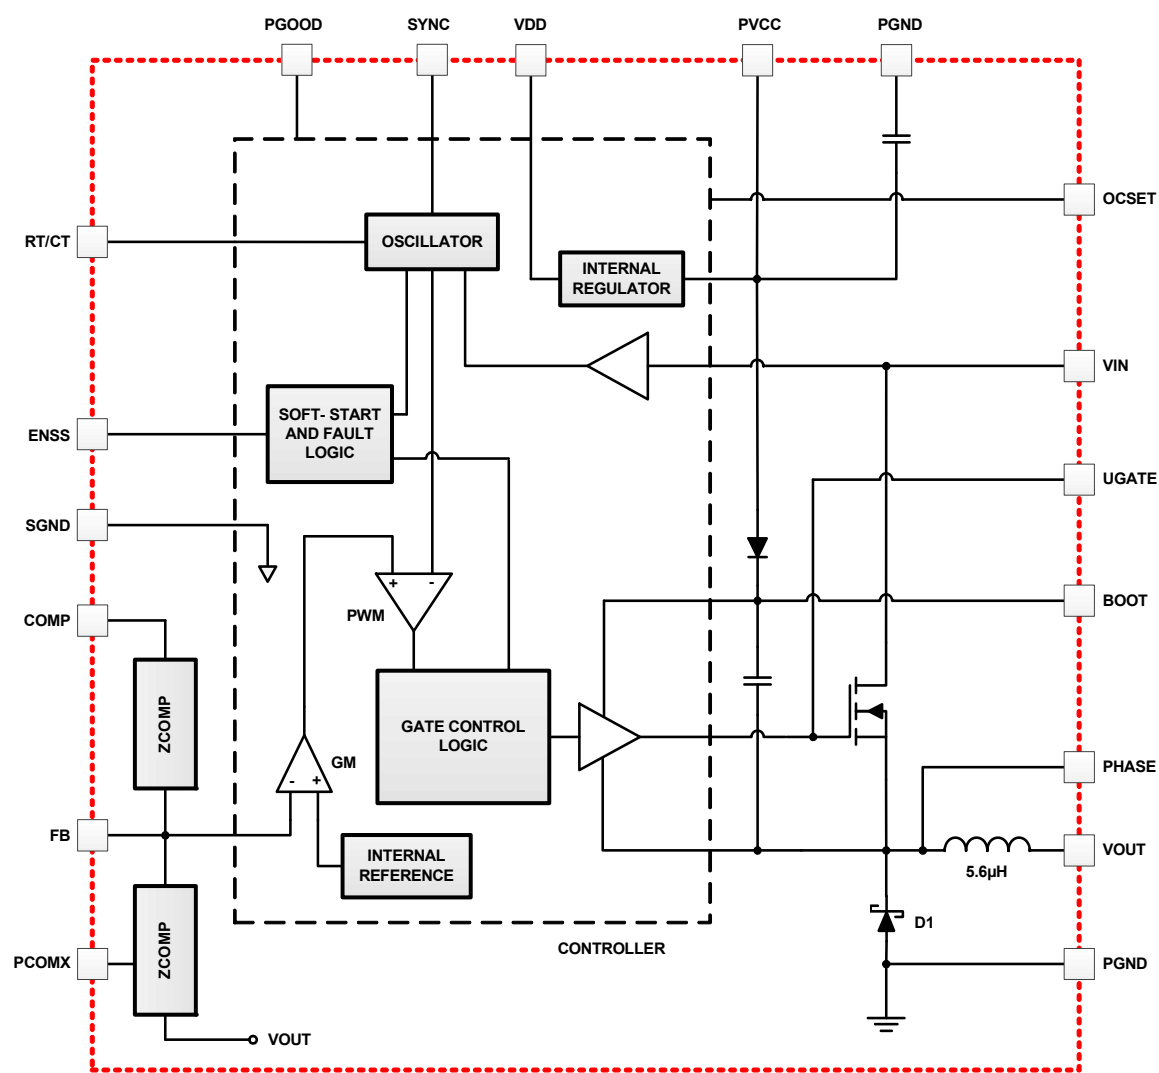 PGOOD
SYNC
VDD
PVCC
PGND
OCSET
RT/CT
OSCILLATOR
INTERNAL
REGULATOR
VIN
SOFT- START
AND FAULT
LOGIC
ENSS
UGATE
SGND
+
-
PWM
BOOT
COMP
ZCOMP
GATE CONTROL
LOGIC
GM
-
+
PHASE
FB
INTERNAL
REFERENCE
VOUT
5.6µH
ZCOMP
D1
CONTROLLER
PCOMX
PGND
VOUT